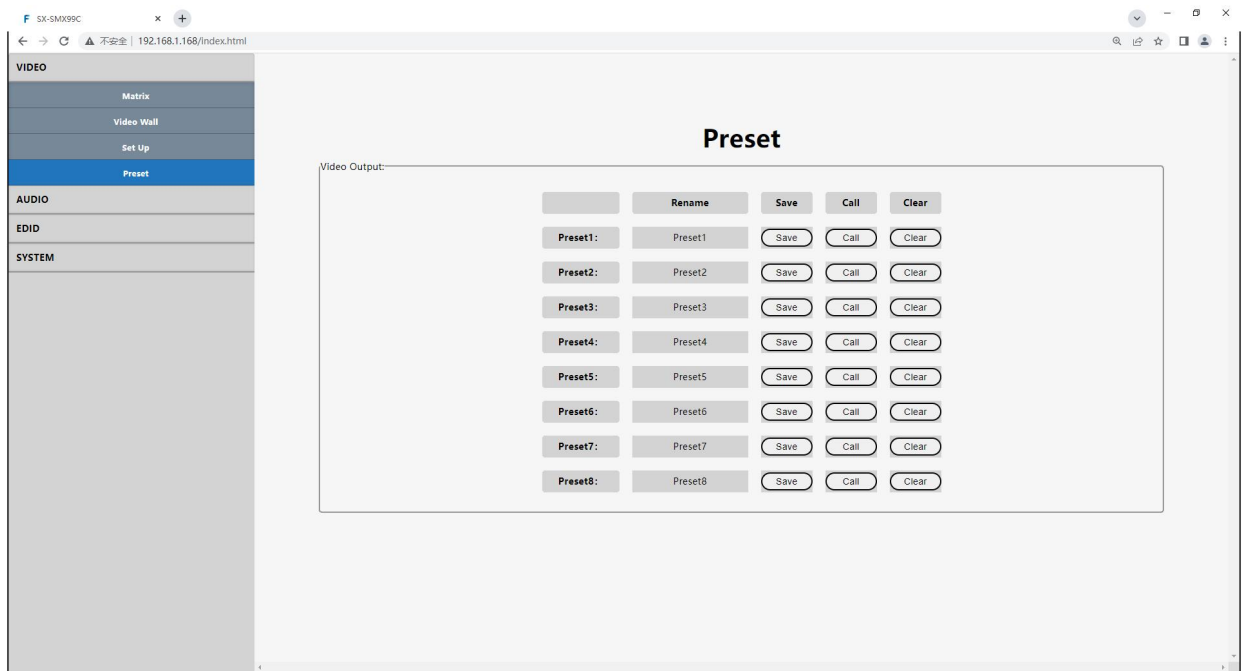 F SX-SMX99C
不安全 | 192.168.1.168/index.html
VIDEO
Matrix
Video Wall
Set Up
Preset
AUDIO
EDID
SYSTEM
Preset
Video Output:
Rename Save Call Clear
Preset1: Preset1 Save Call Clear
Preset2: Preset2 Save Call Clear
Preset3: Preset3 Save Call Clear
Preset4: Preset4 Save Call Clear
Preset5: Preset5 Save Call Clear
Preset6: Preset6 Save Call Clear
Preset7: Preset7 Save Call Clear
Preset8: Preset8 Save Call Clear